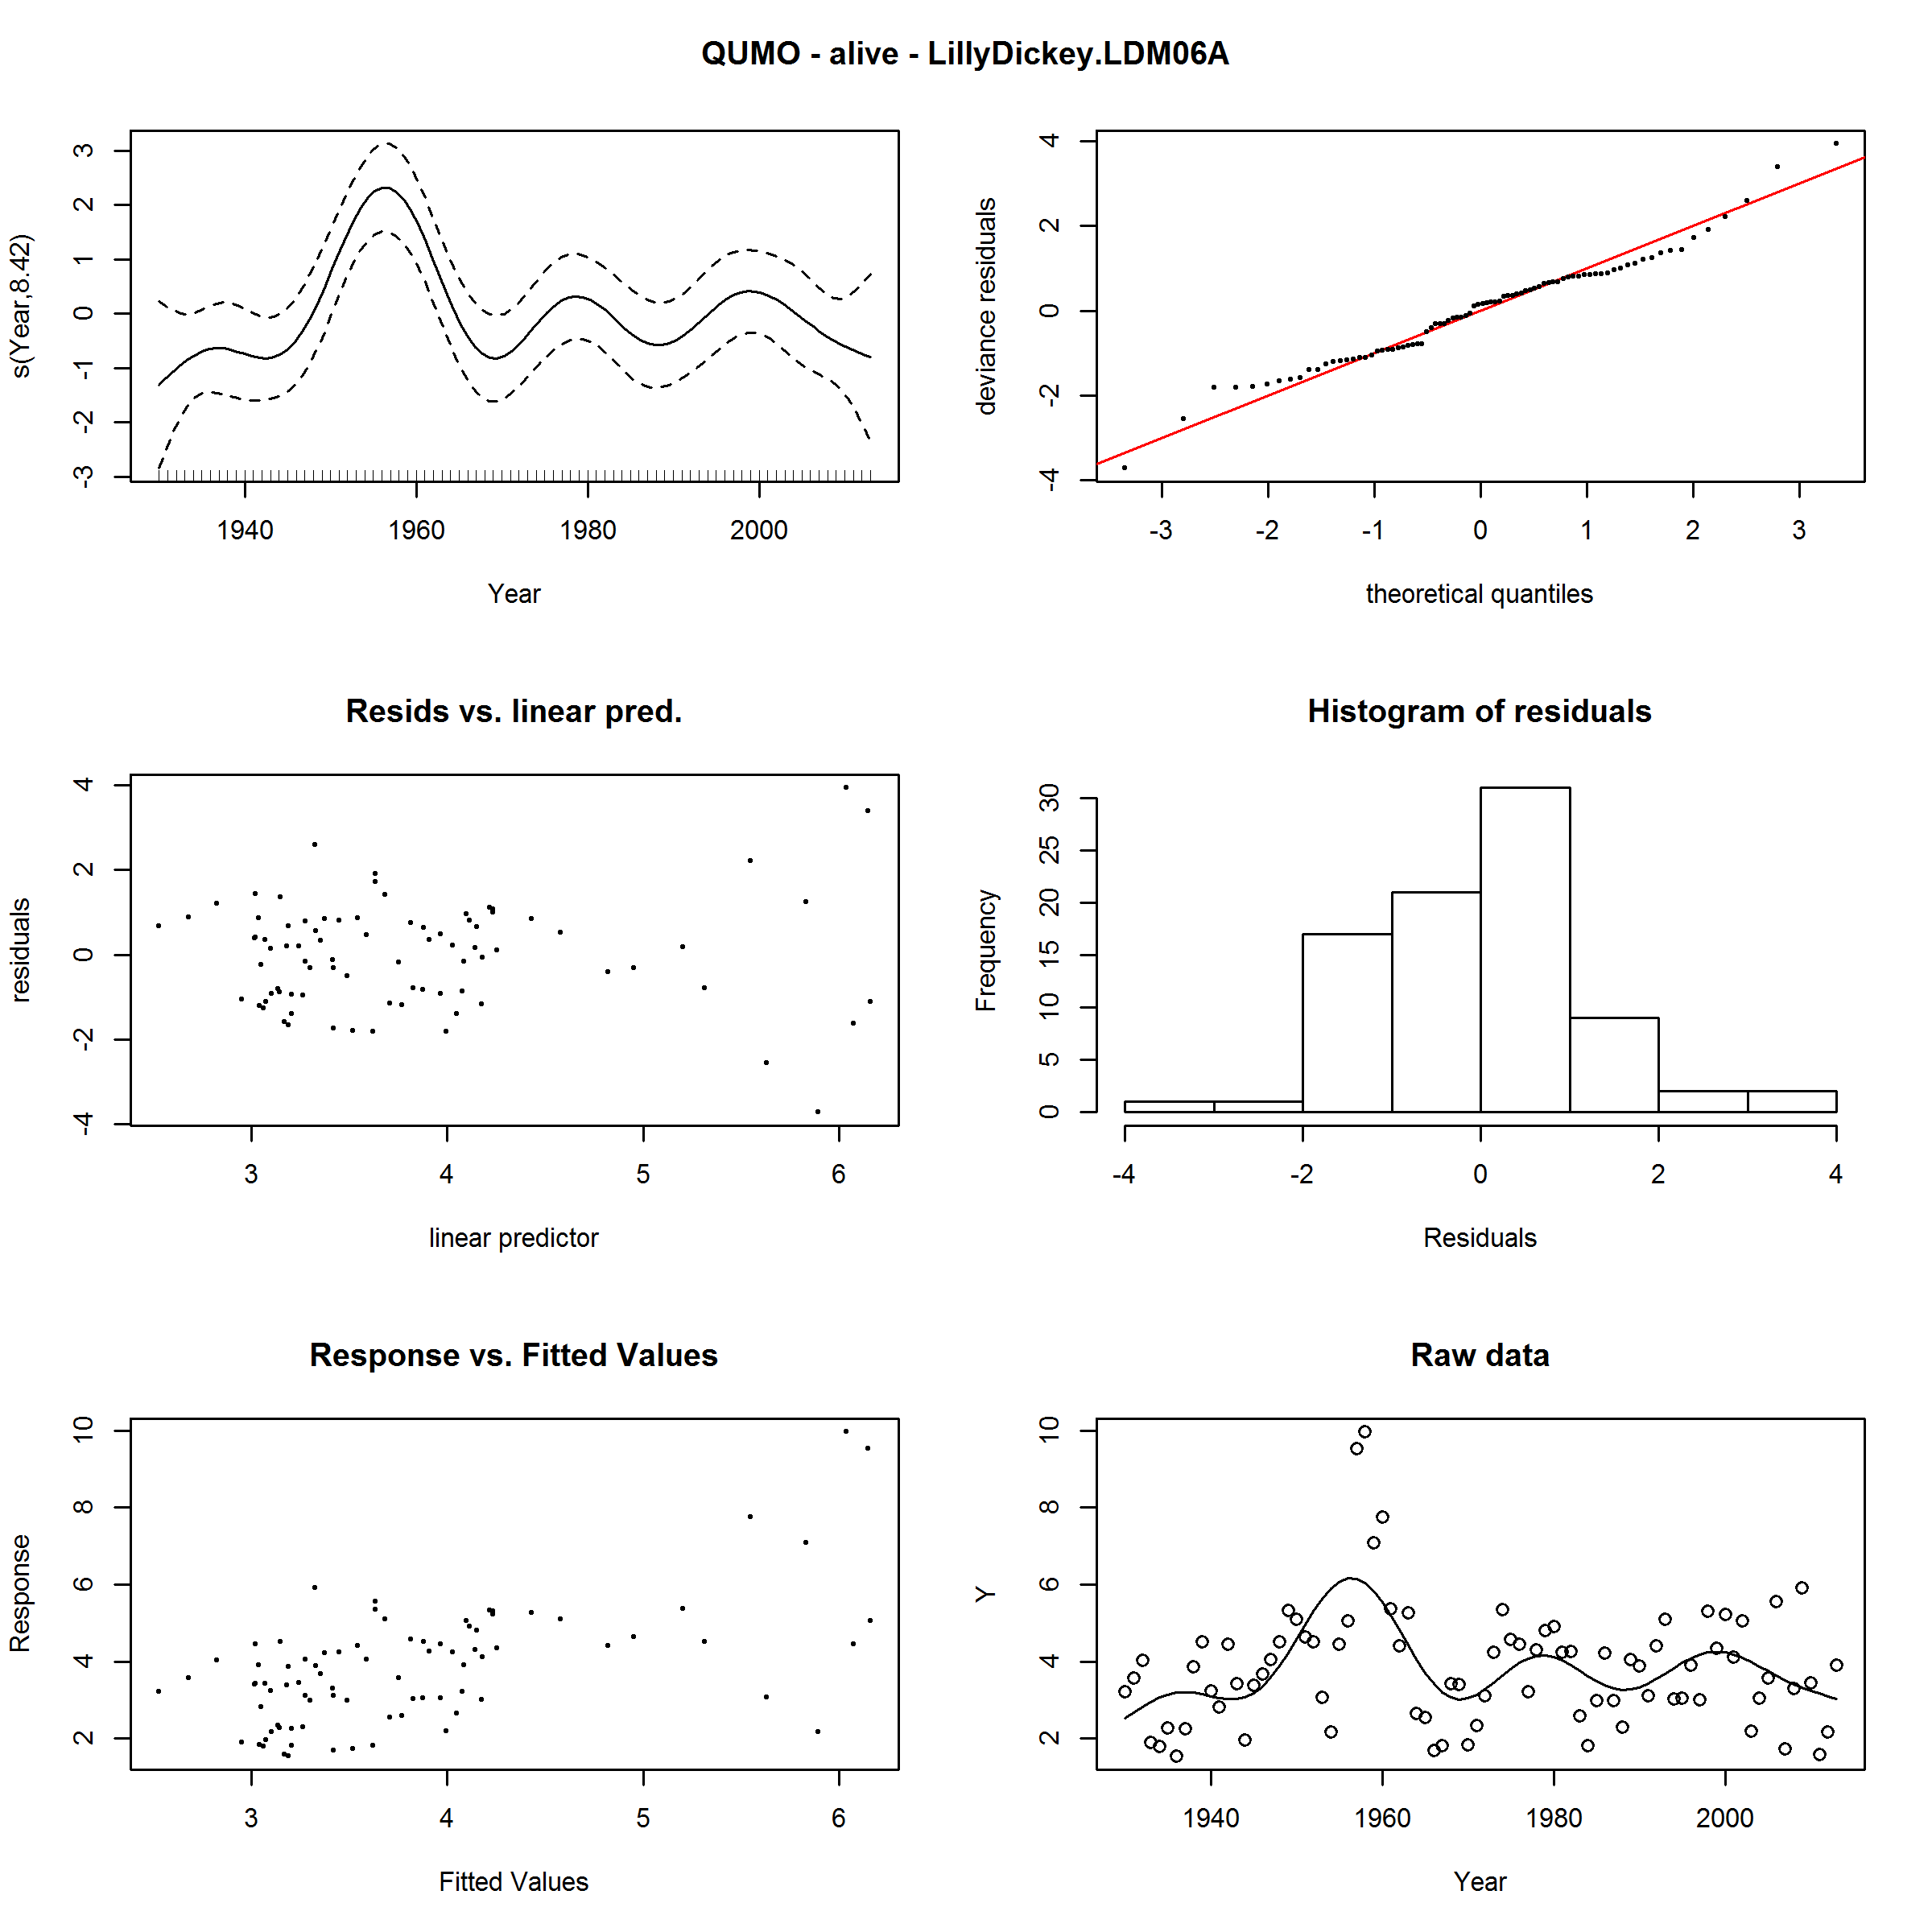 QUMO - alive - LillyDickey.LDM06A
s(Year,8.42)
3
2
1
0
-1
-2
-3
1940 1960 1980 2000
Year
deviance residuals
4
2
0
-2
-4
-3 -2 -1 0 1 2 3
theoretical quantiles
Resids vs. linear pred.
residuals
4
2
0
-2
-4
3 4 5 6
linear predictor
Histogram of residuals
Frequency
30
25
20
15
10
5
0
-4 -2 0 2 4
Residuals
Response vs. Fitted Values
Response
10
8
6
4
2
3 4 5 6
Fitted Values
Raw data
Y
10
8
6
4
2
1940 1960 1980 2000
Year